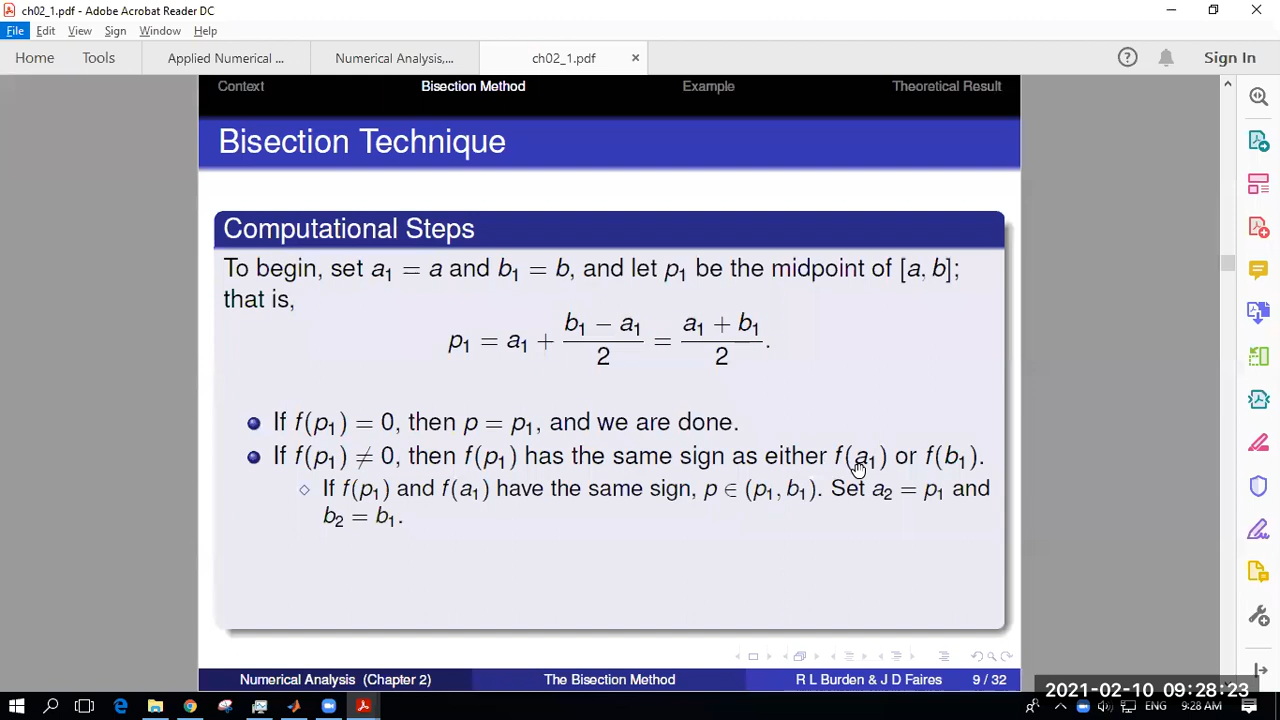 ch02_1.pdf - Adobe Acrobat Reader DC
File Edit View Sign Window Help
Home Tools Applied Numerical ... Numerical Analysis,... ch02_1.pdf × Sign In
Context Bisection Method Example Theoretical Result
Bisection Technique
Computational Steps
To begin, set a₁ = a and b₁ = b, and let p₁ be the midpoint of [a, b];
that is,
p₁ = a₁ + (b₁ − a₁)/2 = (a₁ + b₁)/2.
If f(p₁) = 0, then p = p₁, and we are done.
If f(p₁) ≠ 0, then f(p₁) has the same sign as either f(a₁) or f(b₁).
If f(p₁) and f(a₁) have the same sign, p ∈ (p₁, b₁). Set a₂ = p₁ and
b₂ = b₁.
Numerical Analysis (Chapter 2) The Bisection Method R L Burden & J D Faires 9 / 32
2021-02-10 09:28:23
ENG 9:28 AM